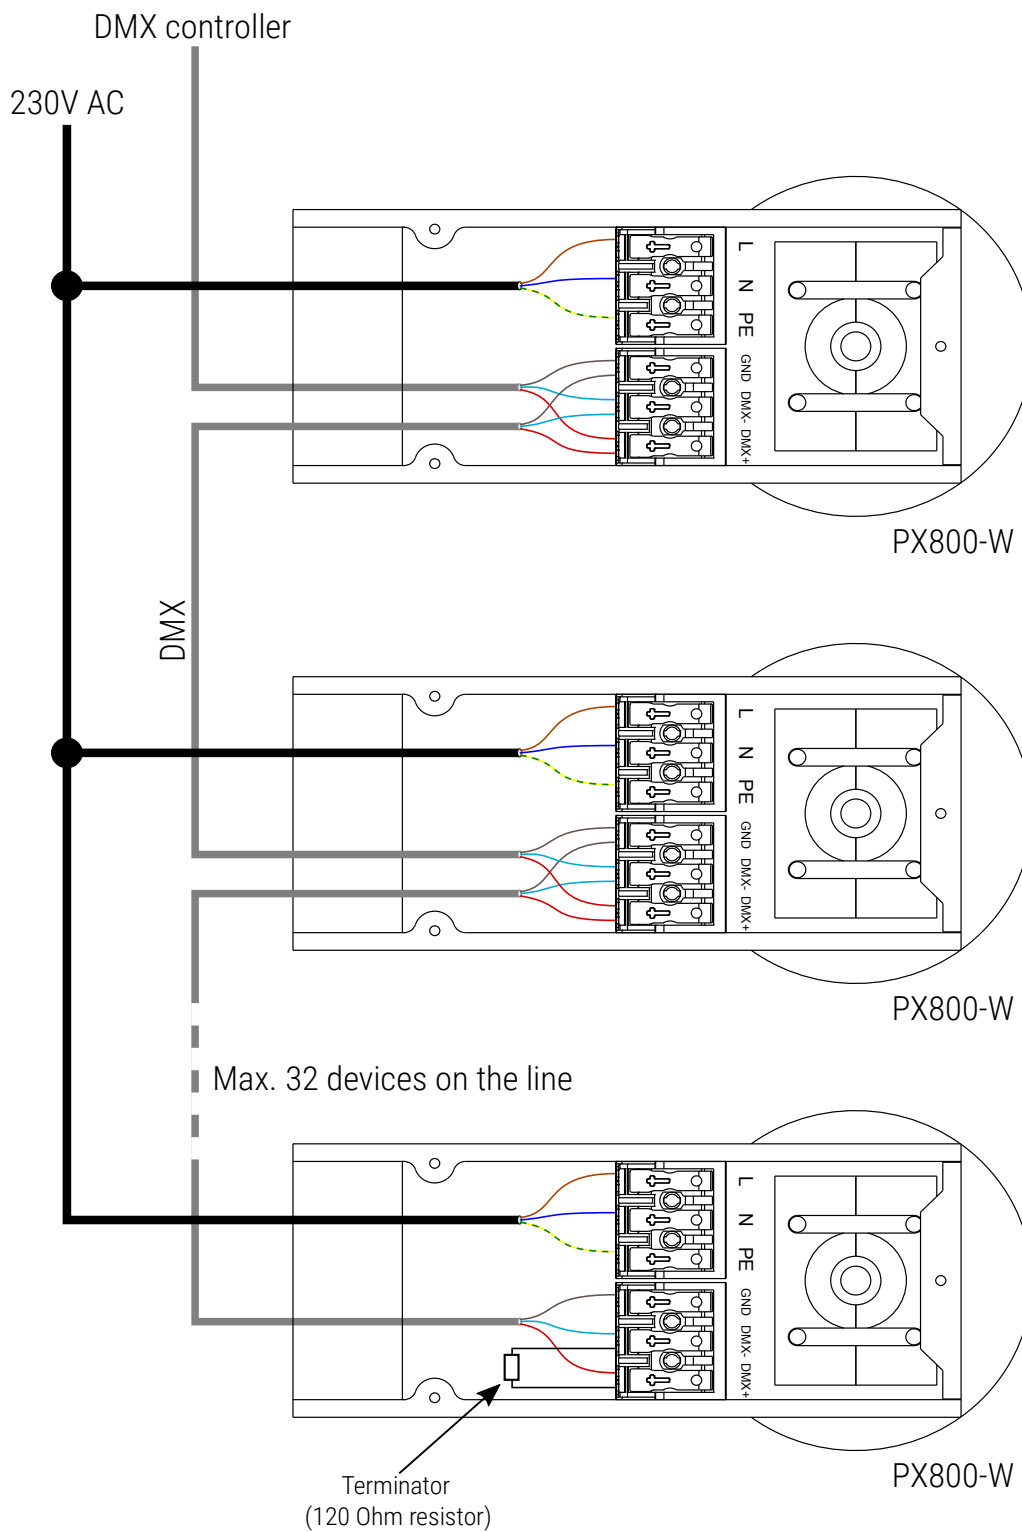 DMX controller
230V AC
L
N
PE
GND DMX- DMX+
PX800-W
DMX
L
N
PE
GND DMX- DMX+
PX800-W
Max. 32 devices on the line
L
N
PE
GND DMX- DMX+
PX800-W
Terminator
(120 Ohm resistor)